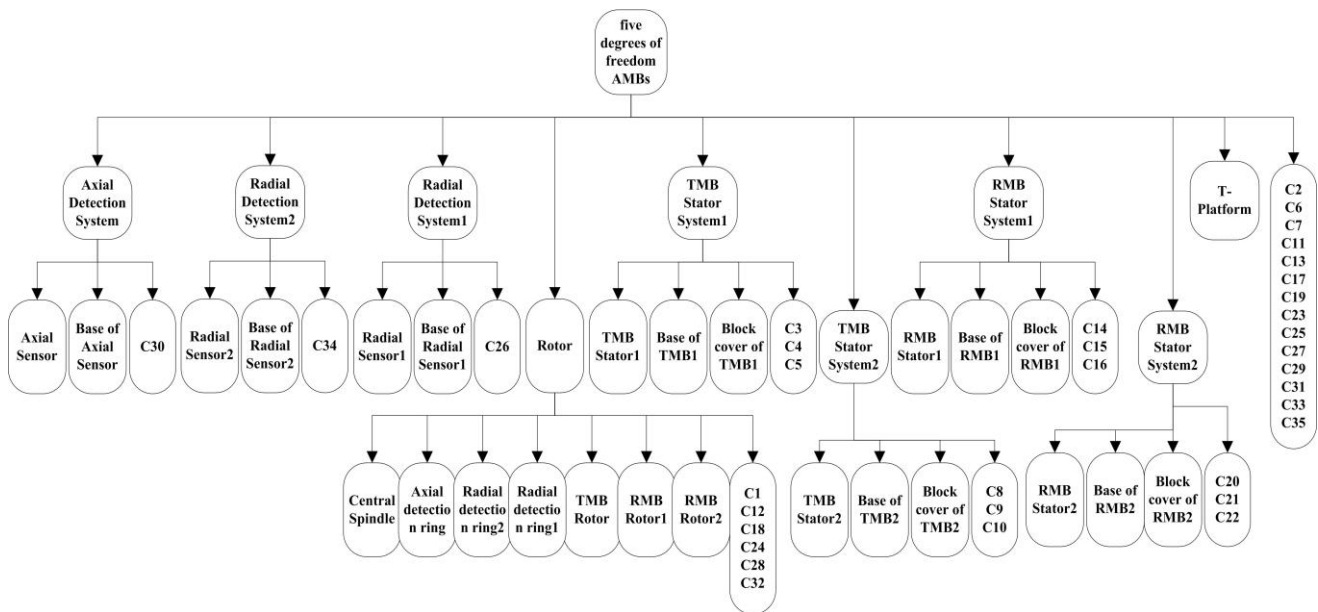 five
degrees of
freedom
AMBs
Axial
Detection
System
Radial
Detection
System2
Radial
Detection
System1
TMB
Stator
System1
RMB
Stator
System1
T-
Platform
C2
C6
C7
C11
C13
C17
C19
C23
C25
C27
C29
C31
C33
C35
Axial
Sensor
Base of
Axial
Sensor
C30
Radial
Sensor2
Base of
Radial
Sensor2
C34
Radial
Sensor1
Base of
Radial
Sensor1
C26
Rotor
TMB
Stator1
Base of
TMB1
Block
cover of
TMB1
C3
C4
C5
TMB
Stator
System2
RMB
Stator1
Base of
RMB1
Block
cover of
RMB1
C14
C15
C16
RMB
Stator
System2
Central
Spindle
Axial
detectio
n ring
Radial
detectio
n ring2
Radial
detectio
n ring1
TMB
Rotor
RMB
Rotor1
RMB
Rotor2
C1
C12
C18
C24
C28
C32
TMB
Stator2
Base of
TMB2
Block
cover of
TMB2
C8
C9
C10
RMB
Stator2
Base of
RMB2
Block
cover of
RMB2
C20
C21
C22